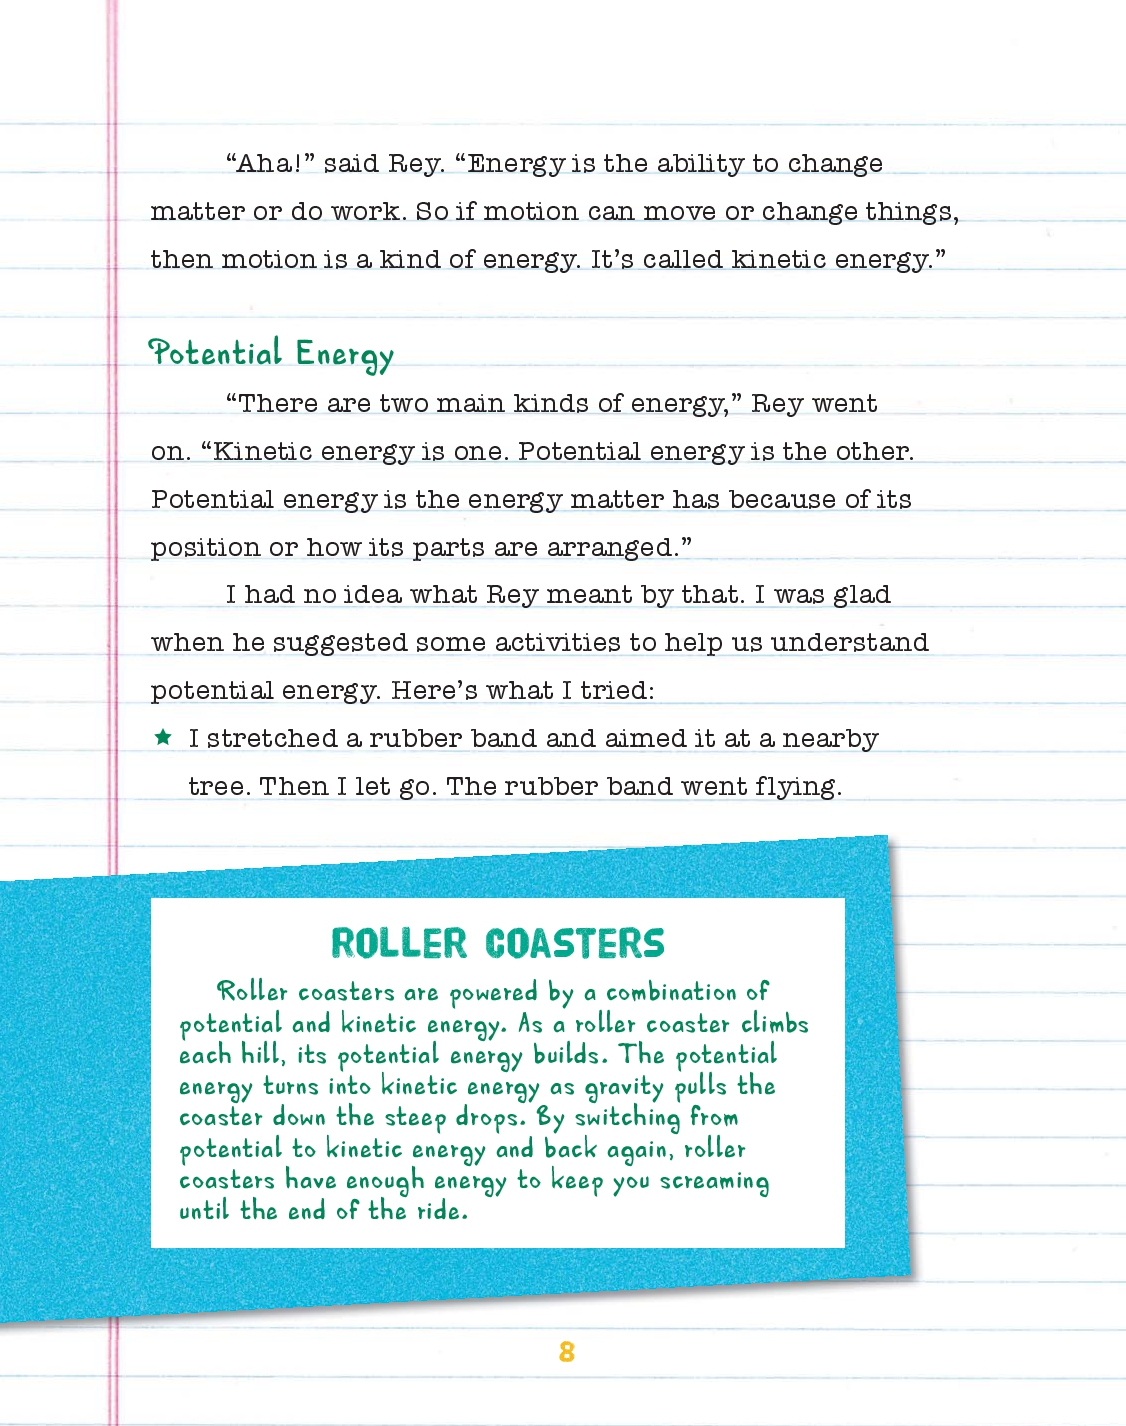 “Aha!” said Rey. “Energy is the ability to change
matter or do work. So if motion can move or change things,
then motion is a kind of energy. It’s called kinetic energy.”
Potential Energy
“There are two main kinds of energy,” Rey went
on. “Kinetic energy is one. Potential energy is the other.
Potential energy is the energy matter has because of its
position or how its parts are arranged.”
I had no idea what Rey meant by that. I was glad
when he suggested some activities to help us understand
potential energy. Here’s what I tried:
★ I stretched a rubber band and aimed it at a nearby
tree. Then I let go. The rubber band went flying.
ROLLER COASTERS
Roller coasters are powered by a combination of
potential and kinetic energy. As a roller coaster climbs
each hill, its potential energy builds. The potential
energy turns into kinetic energy as gravity pulls the
coaster down the steep drops. By switching from
potential to kinetic energy and back again, roller
coasters have enough energy to keep you screaming
until the end of the ride.
8